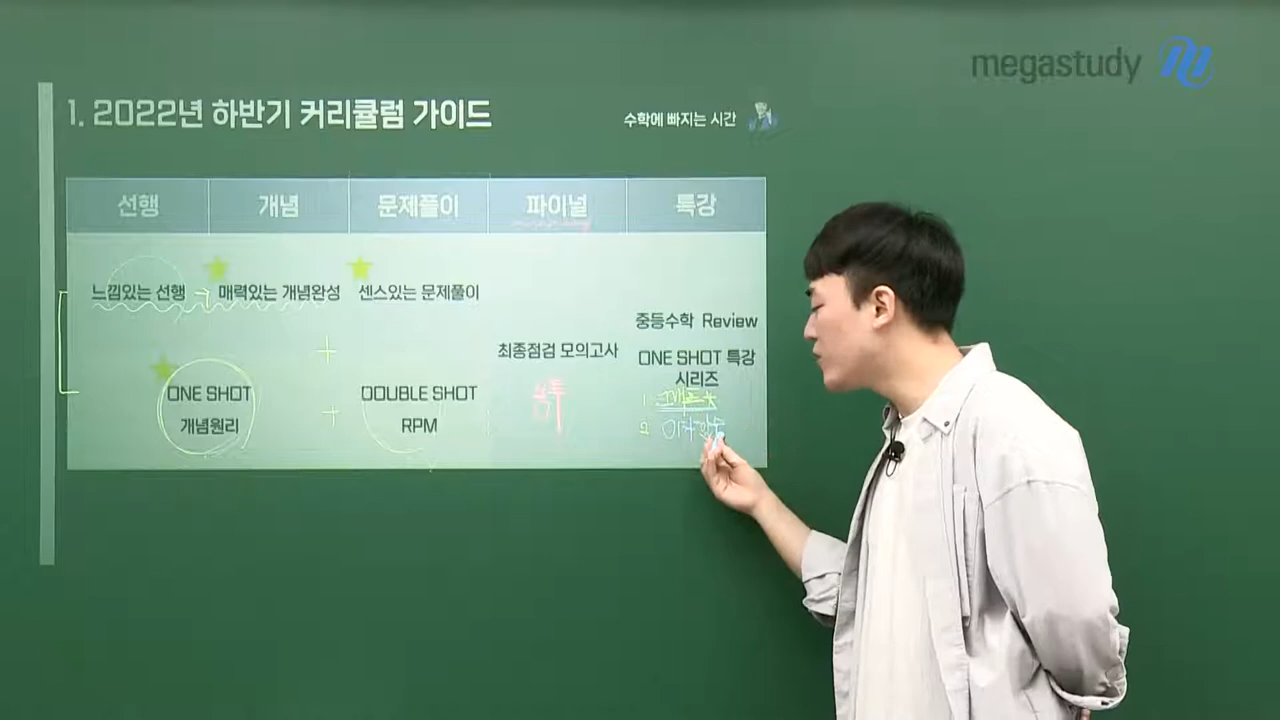 megastudy
1. 2022년 하반기 커리큘럼 가이드
수학에 빠지는 시간
선행 개념 문제풀이 파이널 특강
느낌있는 선행 매력있는 개념완성 센스있는 문제풀이
중등수학 Review
최종점검 모의고사
ONE SHOT 특강
시리즈
ONE SHOT
개념원리
DOUBLE SHOT
RPM
1.
2.